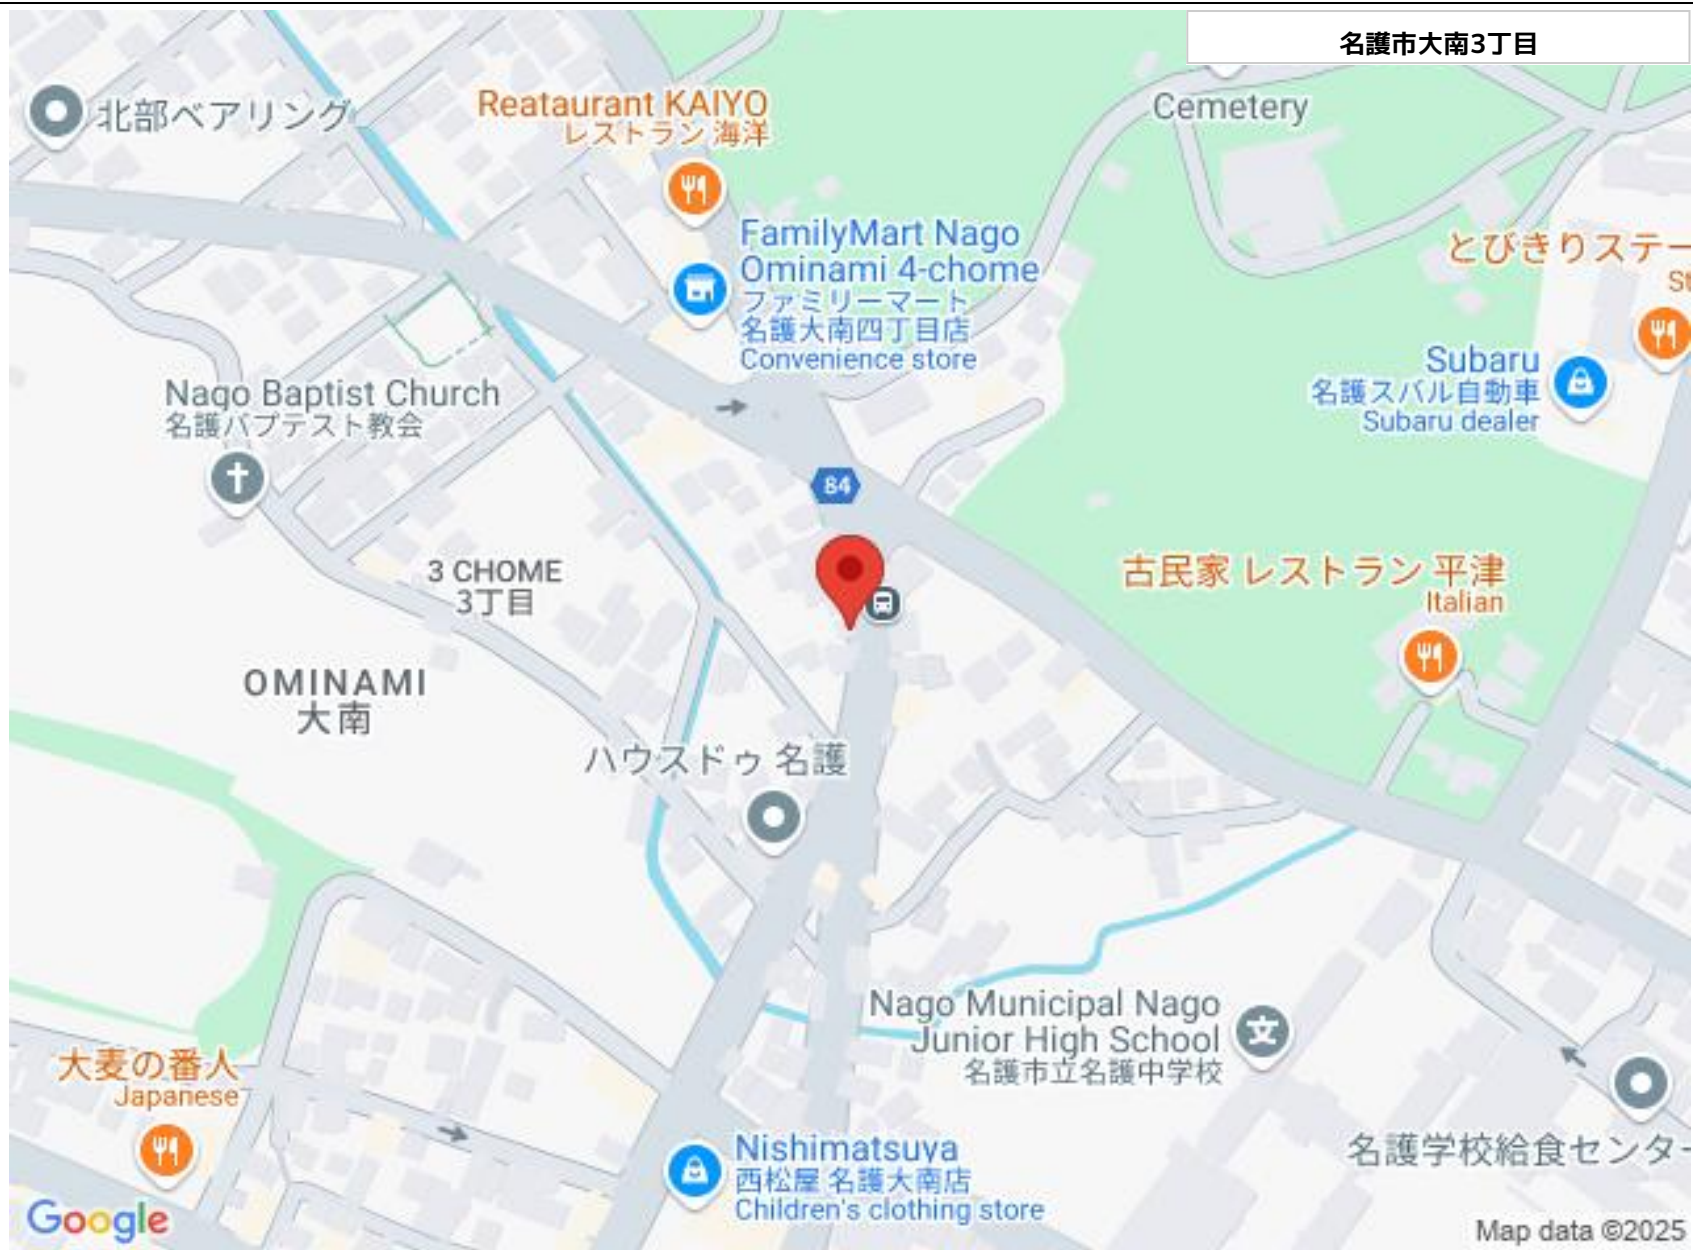 名護市大南3丁目
北部ベアリング
Reataurant KAIYO
レストラン 海洋
Cemetery
FamilyMart Nago
Ominami 4-chome
ファミリーマート
名護大南四丁目店
Convenience store
とびきりステー
St
Subaru
名護スバル自動車
Subaru dealer
Nago Baptist Church
名護バプテスト教会
84
3 CHOME
3丁目
古民家 レストラン 平津
Italian
OMINAMI
大南
ハウスドゥ 名護
Nago Municipal Nago
Junior High School
名護市立名護中学校
文
大麦の番人
Japanese
Nishimatsuya
西松屋 名護大南店
Children's clothing store
名護学校給食センター
Google
Map data ©2025